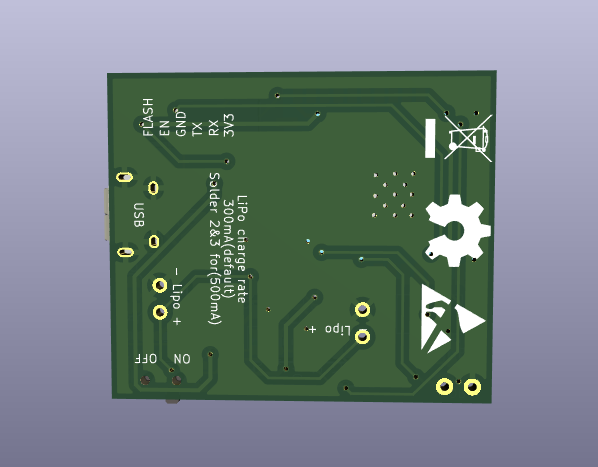 FLASH
EN
GND
TX
RX
3V3
USB
LiPo charge rate
300mA(default)
Solder 2&3 for(500mA)
- Lipo +
Lipo +
OFF
ON